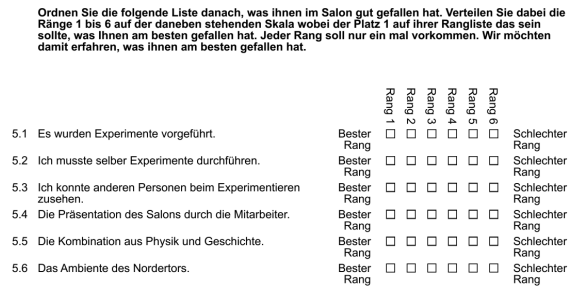 Ordnen Sie die folgende Liste danach, was ihnen im Salon gut gefallen hat. Verteilen Sie dabei die
Ränge 1 bis 6 auf der daneben stehenden Skala wobei der Platz 1 auf ihrer Rangliste das sein
sollte, was Ihnen am besten gefallen hat. Jeder Rang soll nur ein mal vorkommen. Wir möchten
damit erfahren, was ihnen am besten gefallen hat.
Rang 1
Rang 2
Rang 3
Rang 4
Rang 5
Rang 6
5.1 Es wurden Experimente vorgeführt. Bester Schlechter
Rang Rang
5.2 Ich musste selber Experimente durchführen. Bester Schlechter
Rang Rang
5.3 Ich konnte anderen Personen beim Experimentieren Bester Schlechter
zusehen. Rang Rang
5.4 Die Präsentation des Salons durch die Mitarbeiter. Bester Schlechter
Rang Rang
5.5 Die Kombination aus Physik und Geschichte. Bester Schlechter
Rang Rang
5.6 Das Ambiente des Nordertors. Bester Schlechter
Rang Rang